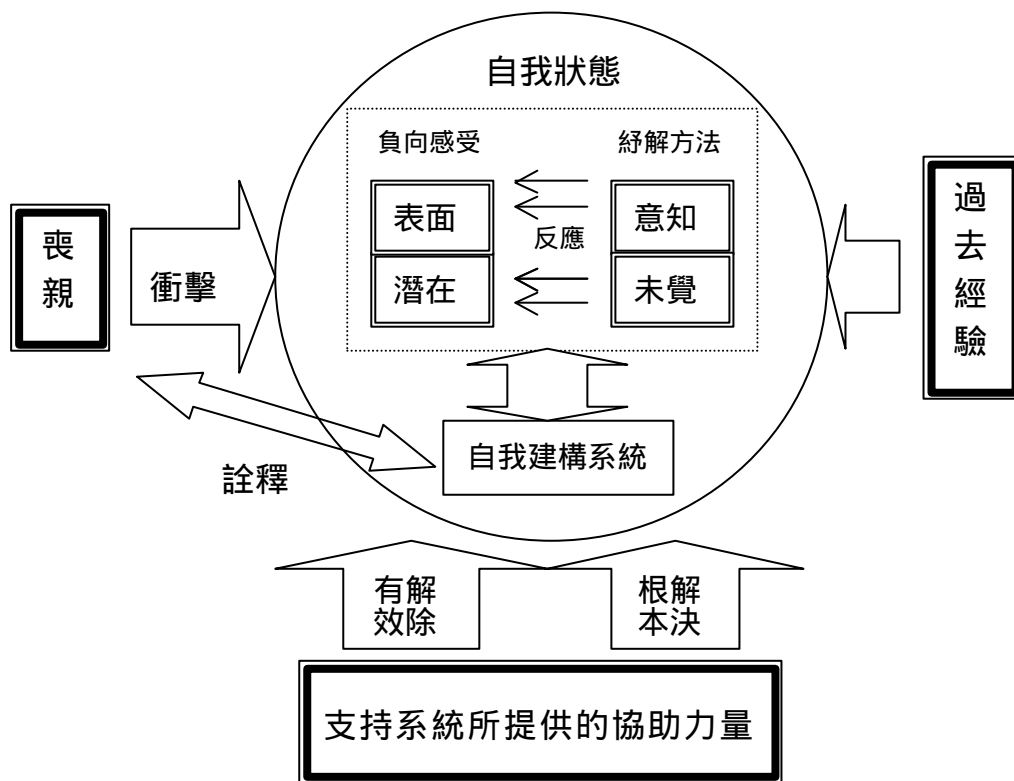 自我狀態
負向感受
紓解方法
表面
意知
反應
潛在
未覺
喪
親
衝擊
過
去
經
驗
自我建構系統
詮釋
有解
效除
根解
本決
支持系統所提供的協助力量